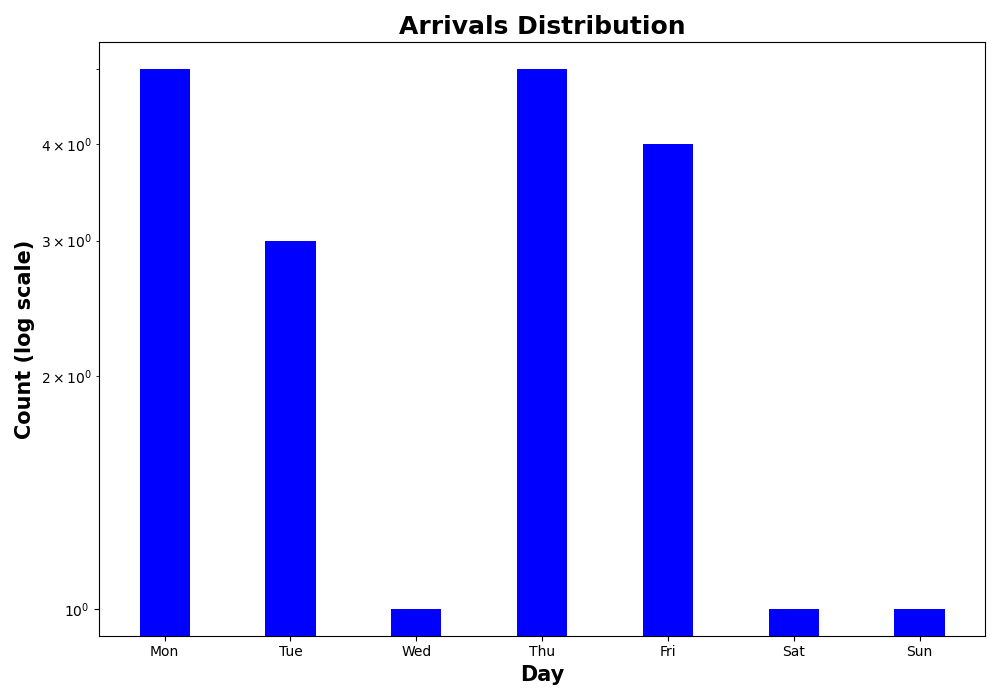 Arrivals Distribution
Count (log scale)
4 × 10⁰
3 × 10⁰
2 × 10⁰
10⁰
Mon Tue Wed Thu Fri Sat Sun
Day